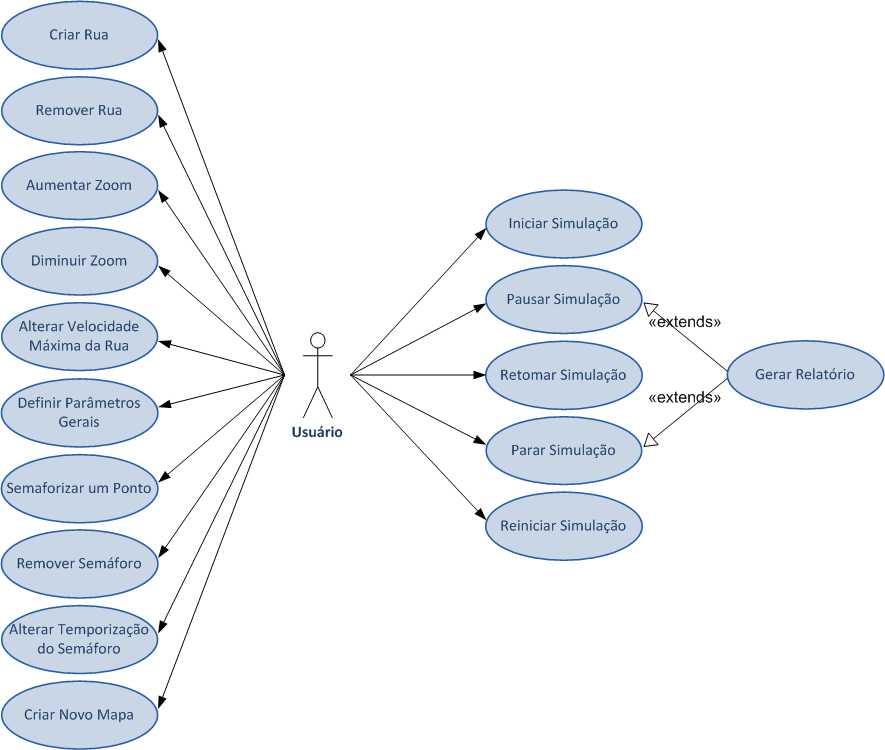 Criar Rua
Remover Rua
Aumentar Zoom
Diminuir Zoom
Alterar Velocidade
Máxima da Rua
Definir Parâmetros
Gerais
Semaforizar um Ponto
Remover Semáforo
Alterar Temporização
do Semáforo
Criar Novo Mapa
Usuário
Iniciar Simulação
Pausar Simulação
Retomar Simulação
Parar Simulação
Reiniciar Simulação
«extends»
«extends»
Gerar Relatório